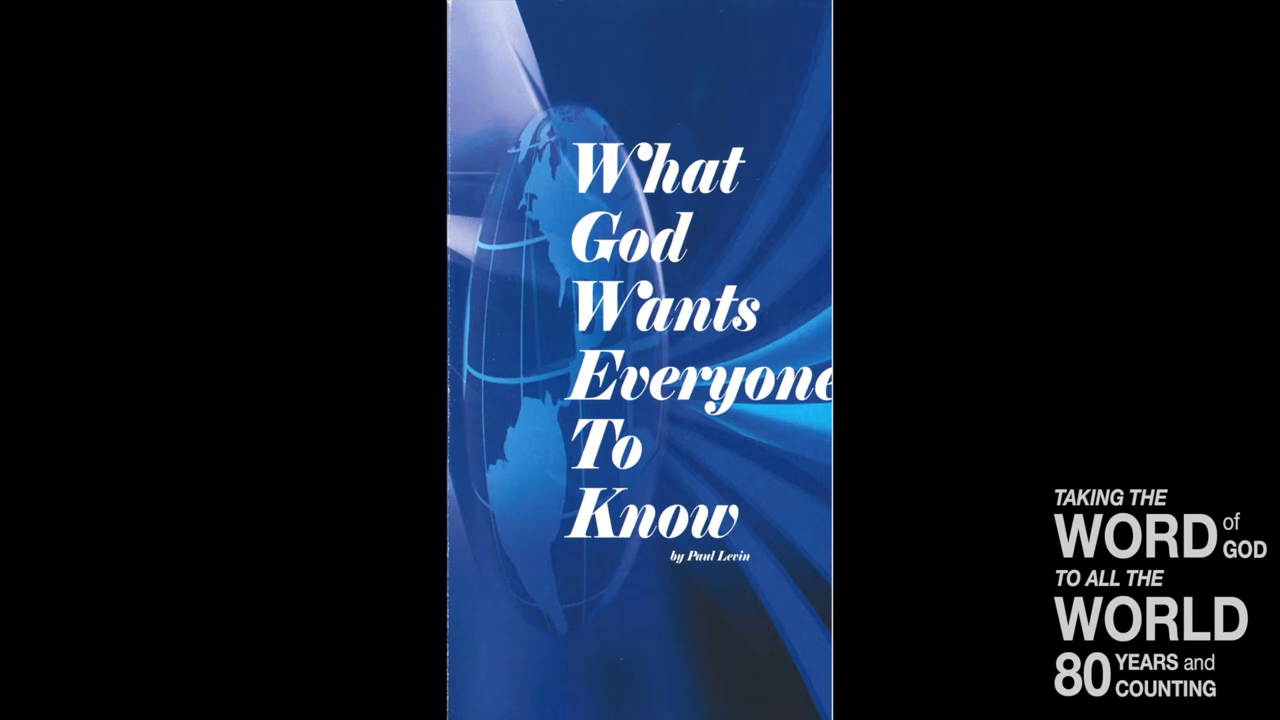 What
God
Wants
Everyone
To
Know
by Paul Levin
TAKING THE
WORD of GOD
TO ALL THE
WORLD
80 YEARS and
COUNTING